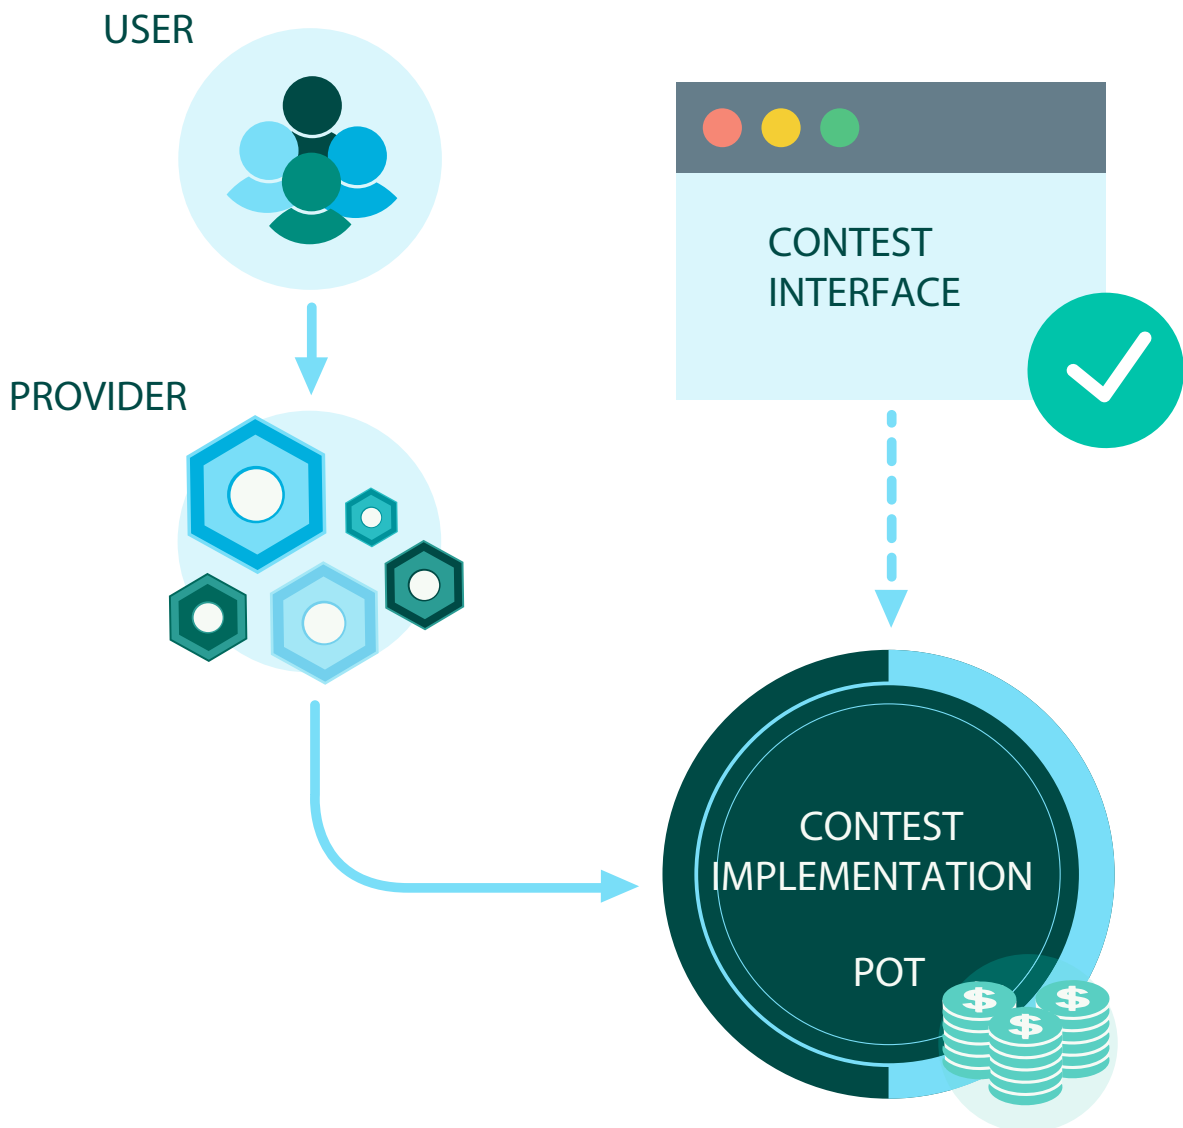 USER
CONTEST
INTERFACE
PROVIDER
CONTEST
IMPLEMENTATION
POT
$
$
$